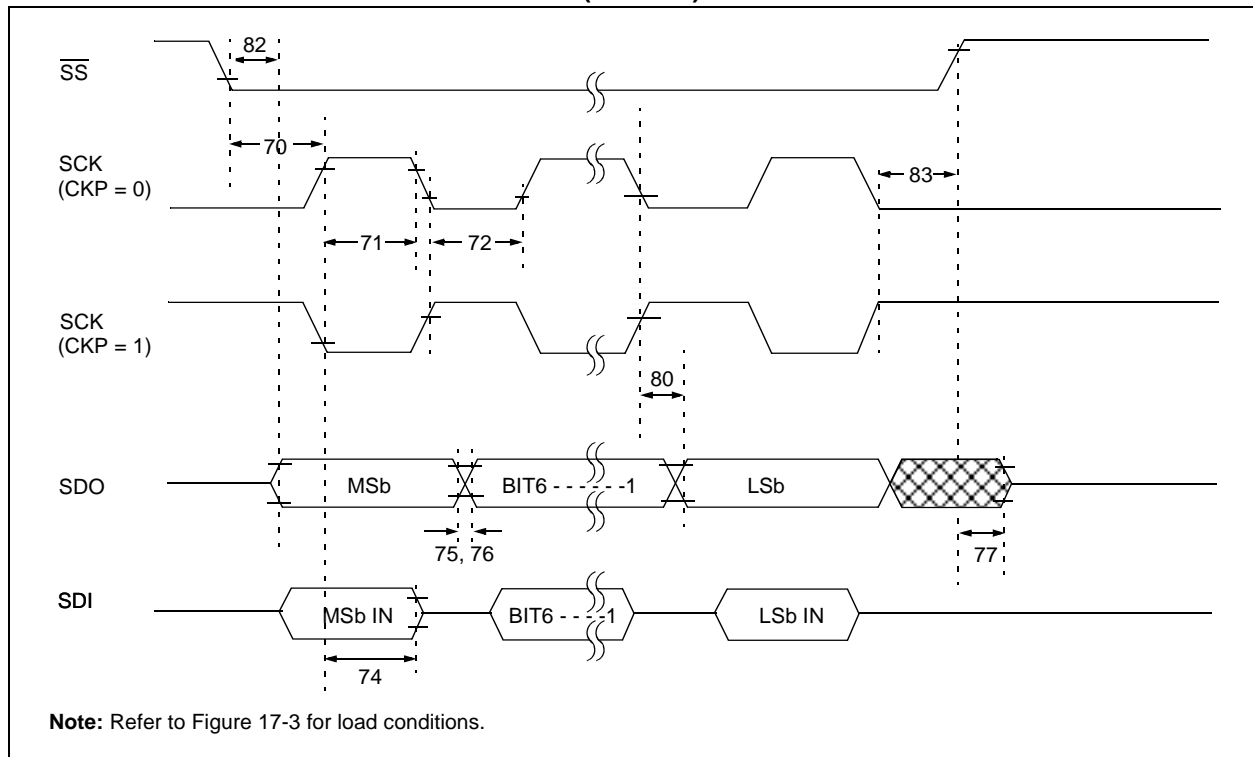 82
SS
70
SCK
(CKP = 0)
83
71
72
SCK
(CKP = 1)
80
SDO
MSb
BIT6 - - - - - -1
LSb
75, 76
77
SDI
MSb IN
BIT6 - - - -1
LSb IN
74
Note: Refer to Figure 17-3 for load conditions.